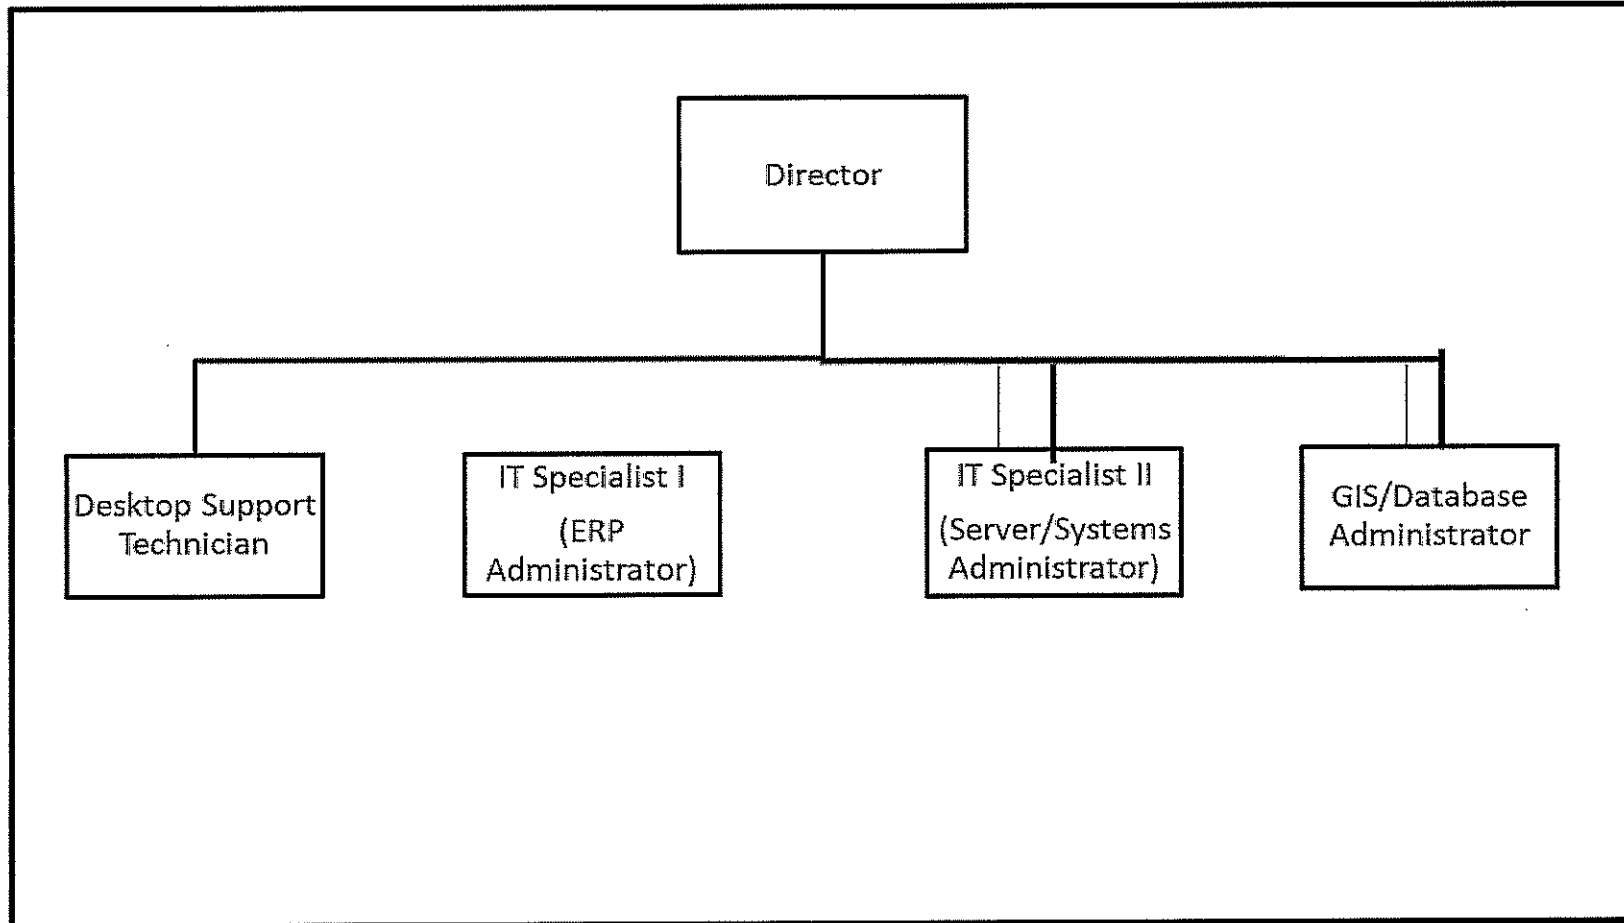 Director
Desktop Support
Technician
IT Specialist I
(ERP
Administrator)
IT Specialist II
(Server/Systems
Administrator)
GIS/Database
Administrator